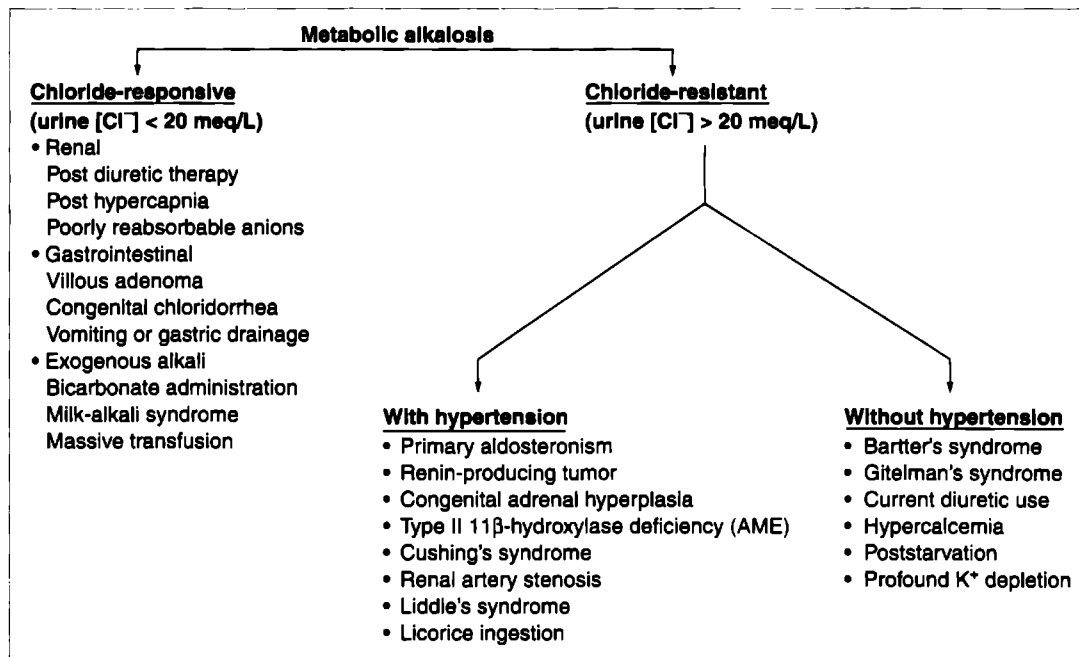 Metabolic alkalosis
Chloride-responsive
(urine [Cl⁻] < 20 meq/L)
• Renal
Post diuretic therapy
Post hypercapnia
Poorly reabsorbable anions
• Gastrointestinal
Villous adenoma
Congenital chloridorrhea
Vomiting or gastric drainage
• Exogenous alkali
Bicarbonate administration
Milk-alkali syndrome
Massive transfusion
Chloride-resistant
(urine [Cl⁻] > 20 meq/L)
With hypertension
• Primary aldosteronism
• Renin-producing tumor
• Congenital adrenal hyperplasia
• Type II 11β-hydroxylase deficiency (AME)
• Cushing's syndrome
• Renal artery stenosis
• Liddle's syndrome
• Licorice ingestion
Without hypertension
• Bartter's syndrome
• Gitelman's syndrome
• Current diuretic use
• Hypercalcemia
• Poststarvation
• Profound K⁺ depletion